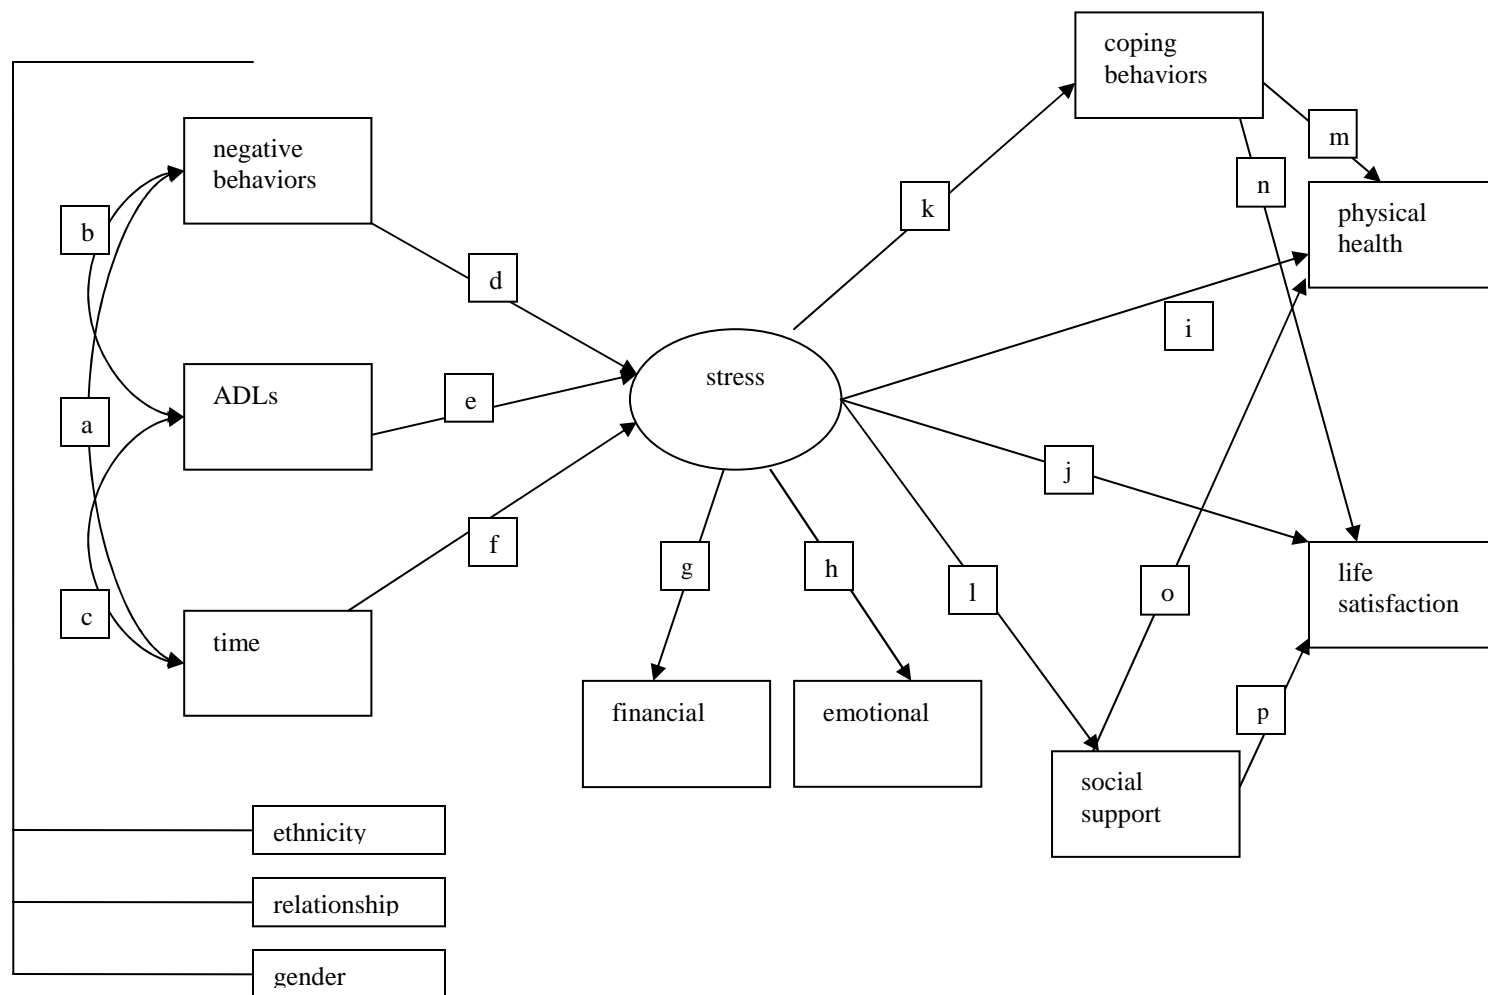 coping
behaviors
m
negative
behaviors
n
physical
health
k
b
d
i
stress
ADLs
e
a
j
f
g
h
l
o
life
satisfaction
c
time
financial
emotional
p
social
support
ethnicity
relationship
gender